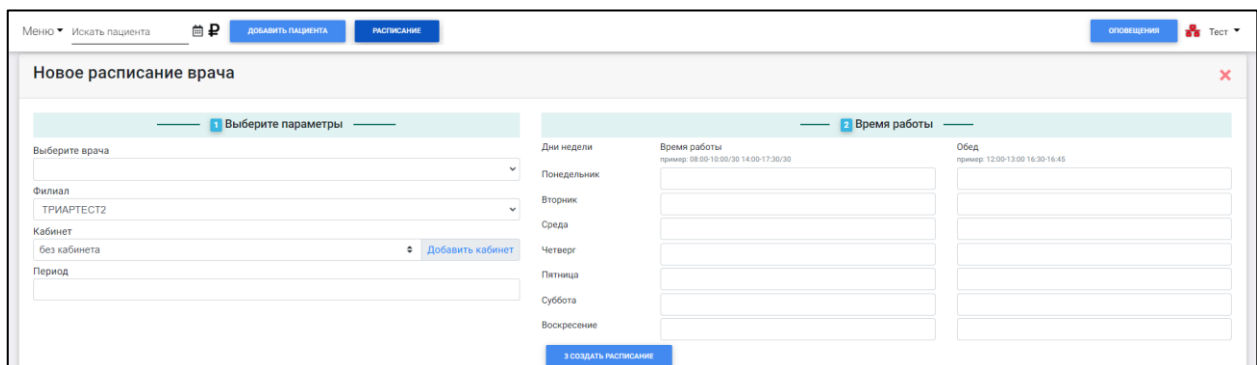 Меню Искать пациента ДОБАВИТЬ ПАЦИЕНТА РАСПИСАНИЕ ОПОВЕЩЕНИЯ Тест
Новое расписание врача
1 Выберите параметры
Выберите врача
Филиал
ТРИАРТЕСТ2
Кабинет
без кабинета Добавить кабинет
Период
2 Время работы
Дни недели Время работы Обед
пример: 08:00-10:00/30 14:00-17:30/30 пример: 12:00-13:00 16:30-16:45
Понедельник
Вторник
Среда
Четверг
Пятница
Суббота
Воскресение
3 СОЗДАТЬ РАСПИСАНИЕ